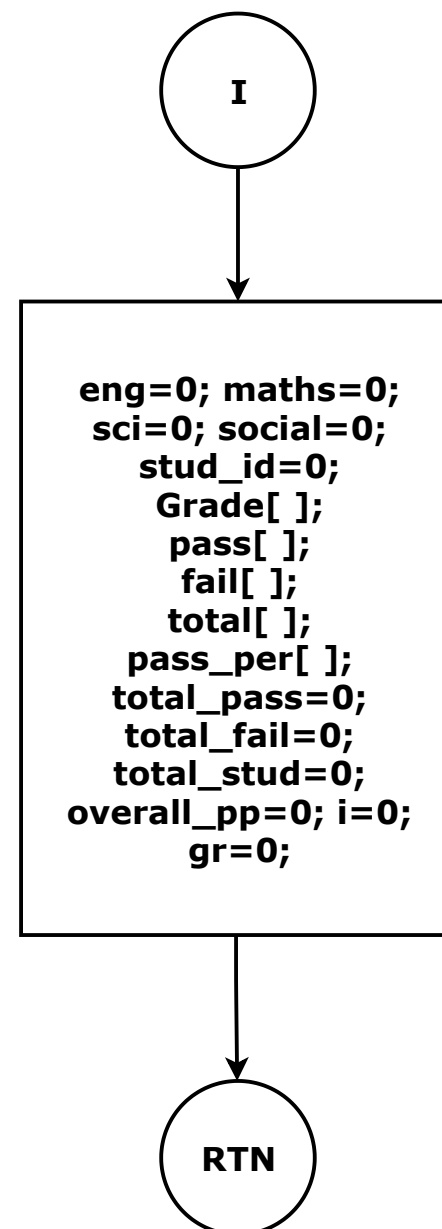 I
eng=0; maths=0;
sci=0; social=0;
stud_id=0;
Grade[ ];
pass[ ];
fail[ ];
total[ ];
pass_per[ ];
total_pass=0;
total_fail=0;
total_stud=0;
overall_pp=0; i=0;
gr=0;
RTN